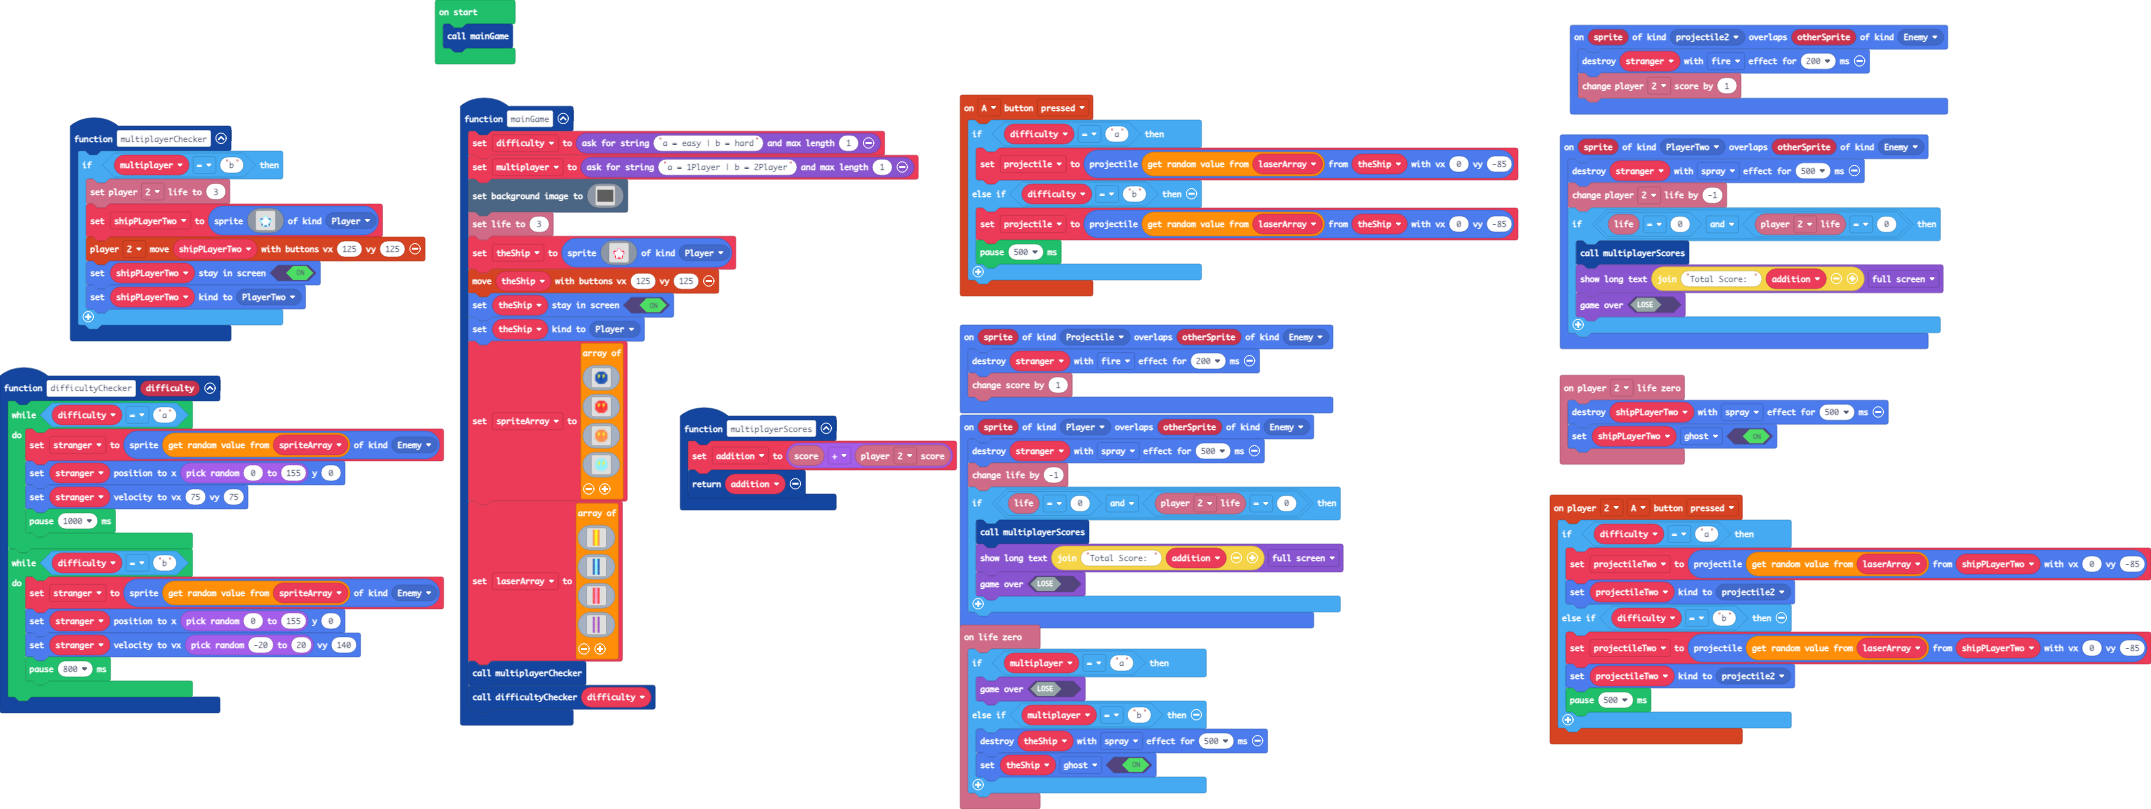 on start
call mainGame
function multiplayerChecker
if multiplayer = "b" then
set player 2 life to 3
set shipPLayerTwo to sprite of kind Player
player 2 move shipPLayerTwo with buttons vx 125 vy 125
set shipPLayerTwo stay in screen ON
set shipPLayerTwo kind to PlayerTwo
function difficultyChecker difficulty
while difficulty = "a"
do set stranger to sprite get random value from spriteArray of kind Enemy
set stranger position to x pick random 0 to 155 y 0
set stranger velocity to vx 75 vy 75
pause 1000 ms
while difficulty = "b"
do set stranger to sprite get random value from spriteArray of kind Enemy
set stranger position to x pick random 0 to 155 y 0
set stranger velocity to vx pick random -20 to 20 vy 140
pause 800 ms
function mainGame
set difficulty to ask for string "a = easy | b = hard" and max length 1
set multiplayer to ask for string "a = 1Player | b = 2Player" and max length 1
set background image to
set life to 3
set theShip to sprite of kind Player
move theShip with buttons vx 125 vy 125
set theShip stay in screen ON
set theShip kind to Player
set spriteArray to array of
set laserArray to array of
call multiplayerChecker
call difficultyChecker difficulty
function multiplayerScores
set addition to score + player 2 score
return addition
on A button pressed
if difficulty = "a" then
set projectile to projectile get random value from laserArray from theShip with vx 0 vy -85
else if difficulty = "b" then
set projectile to projectile get random value from laserArray from theShip with vx 0 vy -85
pause 500 ms
on sprite of kind Projectile overlaps otherSprite of kind Enemy
destroy stranger with fire effect for 200 ms
change score by 1
on sprite of kind Player overlaps otherSprite of kind Enemy
destroy stranger with spray effect for 500 ms
change life by -1
if life = 0 and player 2 life = 0 then
call multiplayerScores
show long text join "Total Score: " addition full screen
game over LOSE
on life zero
if multiplayer = "a" then
game over LOSE
else if multiplayer = "b" then
destroy theShip with spray effect for 500 ms
set theShip ghost ON
on sprite of kind projectile2 overlaps otherSprite of kind Enemy
destroy stranger with fire effect for 200 ms
change player 2 score by 1
on sprite of kind PlayerTwo overlaps otherSprite of kind Enemy
destroy stranger with spray effect for 500 ms
change player 2 life by -1
if life = 0 and player 2 life = 0 then
call multiplayerScores
show long text join "Total Score: " addition full screen
game over LOSE
on player 2 life zero
destroy shipPLayerTwo with spray effect for 500 ms
set shipPLayerTwo ghost ON
on player 2 A button pressed
if difficulty = "a" then
set projectileTwo to projectile get random value from laserArray from shipPLayerTwo with vx 0 vy -85
set projectileTwo kind to projectile2
else if difficulty = "b" then
set projectileTwo to projectile get random value from laserArray from shipPLayerTwo with vx 0 vy -85
set projectileTwo kind to projectile2
pause 500 ms